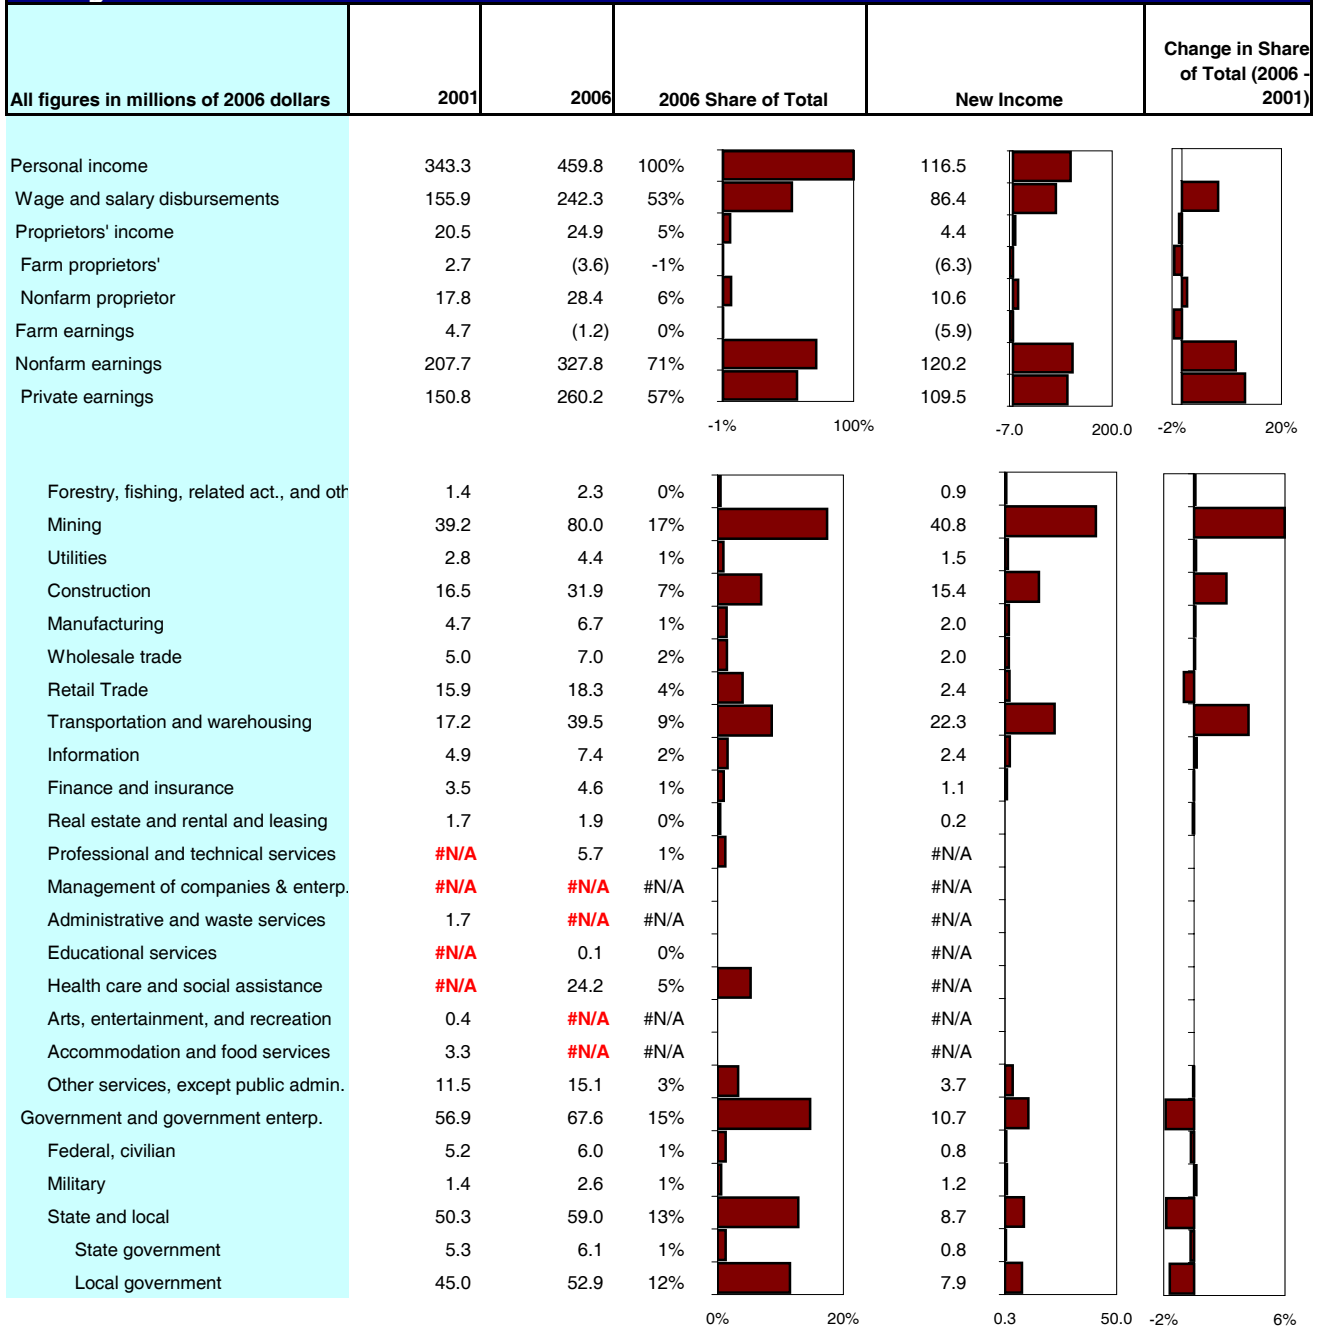 Change in Share
of Total (2006 -
All figures in millions of 2006 dollars 2001 2006 2006 Share of Total New Income 2001)
Personal income 343.3 459.8 100% 116.5
Wage and salary disbursements 155.9 242.3 53% 86.4
Proprietors' income 20.5 24.9 5% 4.4
Farm proprietors' 2.7 (3.6) -1% (6.3)
Nonfarm proprietor 17.8 28.4 6% 10.6
Farm earnings 4.7 (1.2) 0% (5.9)
Nonfarm earnings 207.7 327.8 71% 120.2
Private earnings 150.8 260.2 57% 109.5
-1% 100% -7.0 200.0 -2% 20%
Forestry, fishing, related act., and oth 1.4 2.3 0% 0.9
Mining 39.2 80.0 17% 40.8
Utilities 2.8 4.4 1% 1.5
Construction 16.5 31.9 7% 15.4
Manufacturing 4.7 6.7 1% 2.0
Wholesale trade 5.0 7.0 2% 2.0
Retail Trade 15.9 18.3 4% 2.4
Transportation and warehousing 17.2 39.5 9% 22.3
Information 4.9 7.4 2% 2.4
Finance and insurance 3.5 4.6 1% 1.1
Real estate and rental and leasing 1.7 1.9 0% 0.2
Professional and technical services #N/A 5.7 1% #N/A
Management of companies & enterp. #N/A #N/A #N/A #N/A
Administrative and waste services 1.7 #N/A #N/A #N/A
Educational services #N/A 0.1 0% #N/A
Health care and social assistance #N/A 24.2 5% #N/A
Arts, entertainment, and recreation 0.4 #N/A #N/A #N/A
Accommodation and food services 3.3 #N/A #N/A #N/A
Other services, except public admin. 11.5 15.1 3% 3.7
Government and government enterp. 56.9 67.6 15% 10.7
Federal, civilian 5.2 6.0 1% 0.8
Military 1.4 2.6 1% 1.2
State and local 50.3 59.0 13% 8.7
State government 5.3 6.1 1% 0.8
Local government 45.0 52.9 12% 7.9
0% 20% 0.3 50.0 -2% 6%